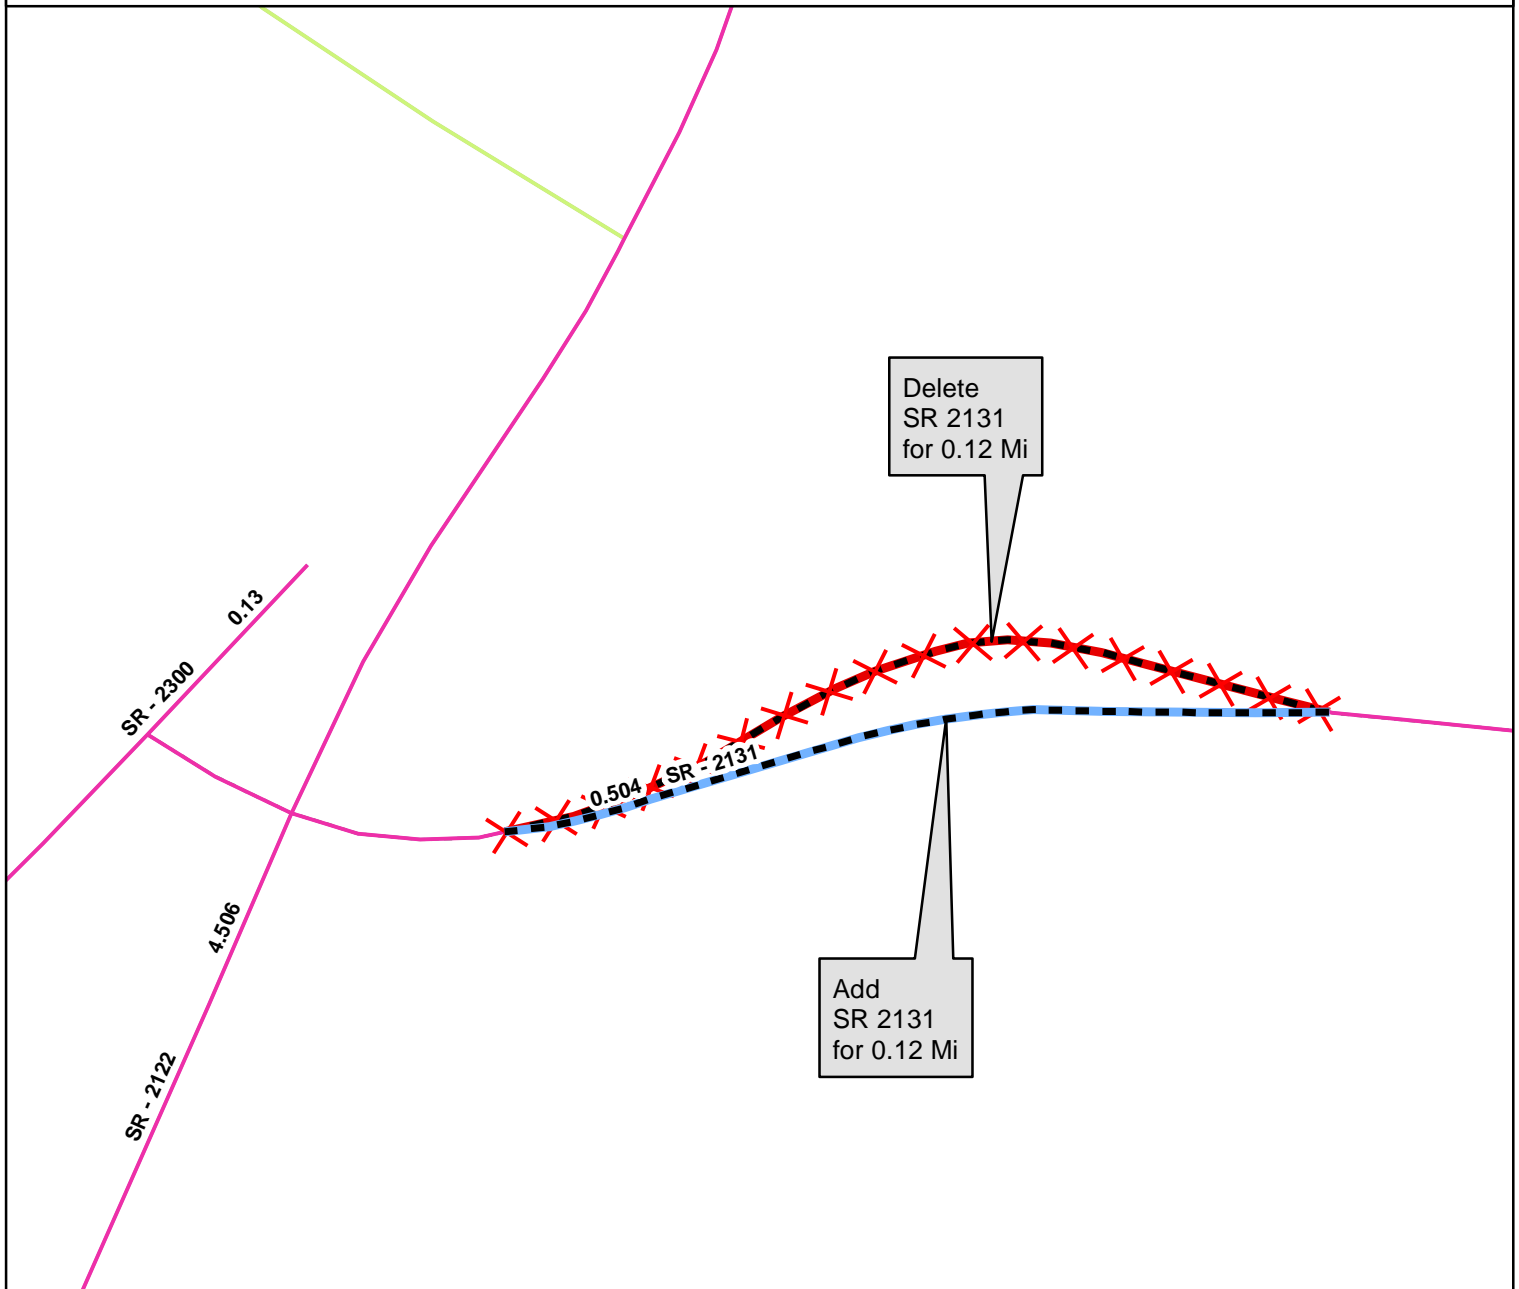 Delete
SR 2131
for 0.12 Mi
0.13
SR - 2300
0.504
SR - 2131
4.506
SR - 2122
Add
SR 2131
for 0.12 Mi